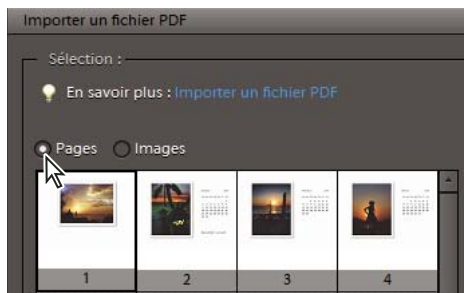 Importer un fichier PDF
Sélection :
En savoir plus : Importer un fichier PDF
Pages Images
1 2 3 4